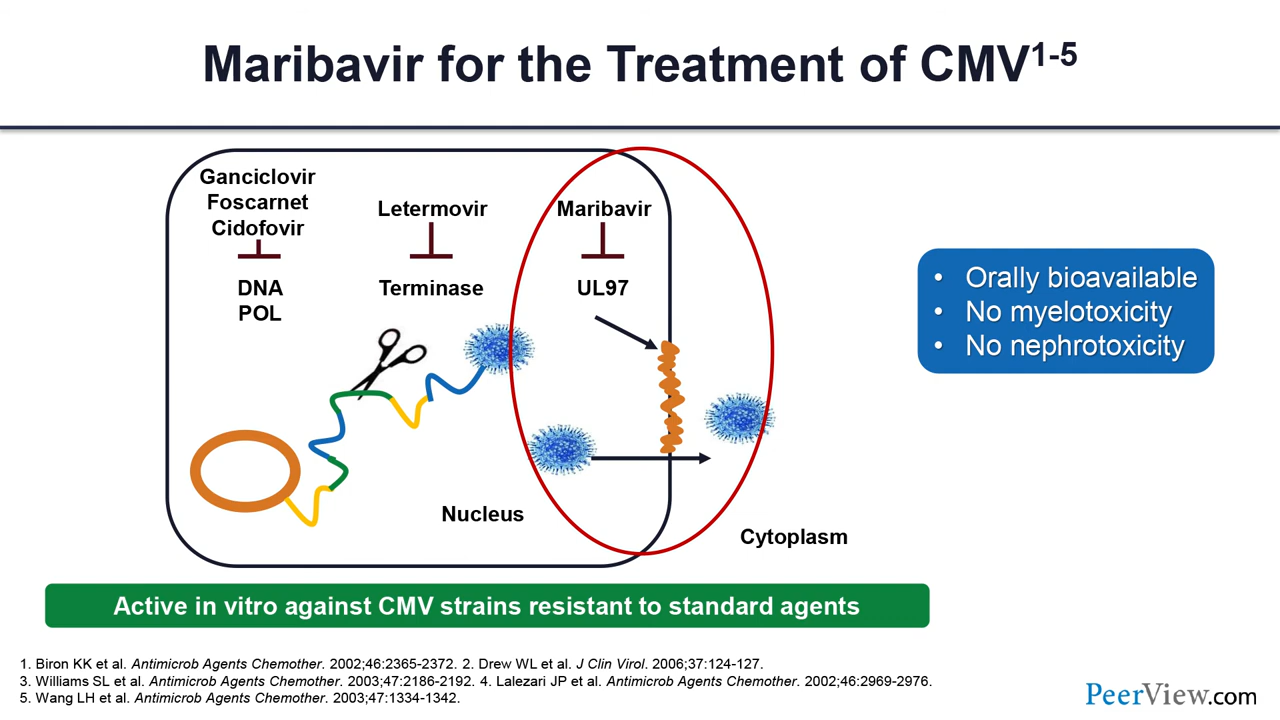 Maribavir for the Treatment of CMV1-5
Ganciclovir
Foscarnet
Cidofovir
Letermovir
Maribavir
DNA
POL
Terminase
UL97
• Orally bioavailable
• No myelotoxicity
• No nephrotoxicity
Nucleus
Cytoplasm
Active in vitro against CMV strains resistant to standard agents
1. Biron KK et al. Antimicrob Agents Chemother. 2002;46:2365-2372. 2. Drew WL et al. J Clin Virol. 2006;37:124-127.
3. Williams SL et al. Antimicrob Agents Chemother. 2003;47:2186-2192. 4. Lalezari JP et al. Antimicrob Agents Chemother. 2002;46:2969-2976.
5. Wang LH et al. Antimicrob Agents Chemother. 2003;47:1334-1342.
PeerView.com